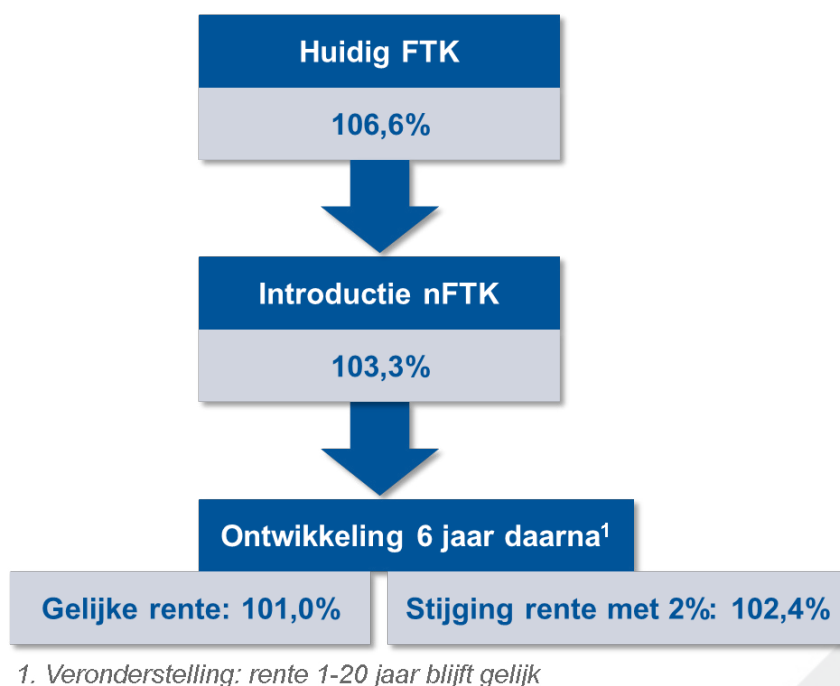 Huidig FTK
106,6%
Introductie nFTK
103,3%
Ontwikkeling 6 jaar daarna¹
Gelijke rente: 101,0%
Stijging rente met 2%: 102,4%
1. Veronderstelling: rente 1-20 jaar blijft gelijk